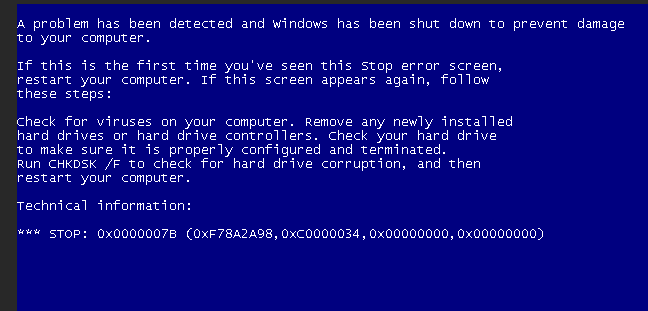 A problem has been detected and Windows has been shut down to prevent damage
to your computer.
If this is the first time you've seen this Stop error screen,
restart your computer. If this screen appears again, follow
these steps:
Check for viruses on your computer. Remove any newly installed
hard drives or hard drive controllers. Check your hard drive
to make sure it is properly configured and terminated.
Run CHKDSK /F to check for hard drive corruption, and then
restart your computer.
Technical information:
*** STOP: 0x0000007B (0xF78A2A98,0xC0000034,0x00000000,0x00000000)